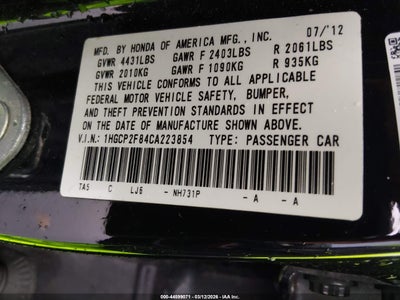 MFD. BY HONDA OF AMERICA MFG., INC. 07/12
GVWR 4431LBS GAWR F 2403LBS R 2061LBS
GVWR 2010KG GAWR F 1090KG R 935KG
THIS VEHICLE CONFORMS TO ALL APPLICABLE
FEDERAL MOTOR VEHICLE SAFETY, BUMPER,
AND THEFT PREVENTION STANDARDS IN EFFECT
ON THE DATE OF MANUFACTURE SHOWN ABOVE.
V.I.N.: 1HGCP2F84CA223854 TYPE: PASSENGER CAR
TA5 C LJ6 - NH731P - A - A
000-44599071 - 03/12/2026 - IAA Inc.